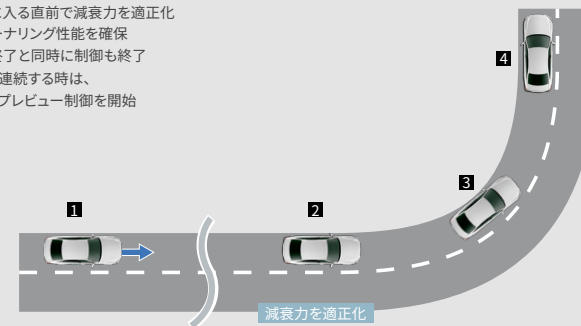 に入る直前で減衰力を適正化
ーナリング性能を確保
終了と同時に制御も終了
連続する時は、
プレビュー制御を開始
4
3
1
2
減衰力を適正化